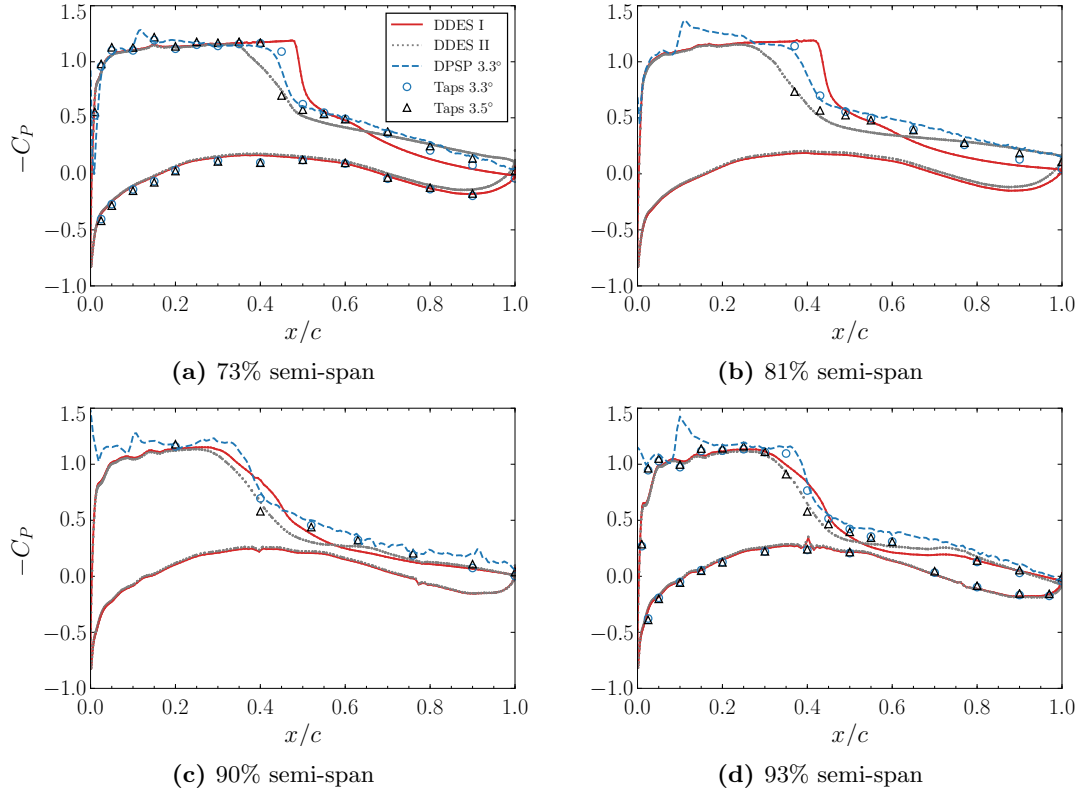 1.5
1.0
0.5
0.0
−0.5
−1.0
−C_P
0.0 0.2 0.4 0.6 0.8 1.0
x/c
DDES I
DDES II
DPSP 3.3°
Taps 3.3°
Taps 3.5°
(a) 73% semi-span
1.5
1.0
0.5
0.0
−0.5
−1.0
0.0 0.2 0.4 0.6 0.8 1.0
x/c
(b) 81% semi-span
1.5
1.0
0.5
0.0
−0.5
−1.0
−C_P
0.0 0.2 0.4 0.6 0.8 1.0
x/c
(c) 90% semi-span
1.5
1.0
0.5
0.0
−0.5
−1.0
0.0 0.2 0.4 0.6 0.8 1.0
x/c
(d) 93% semi-span